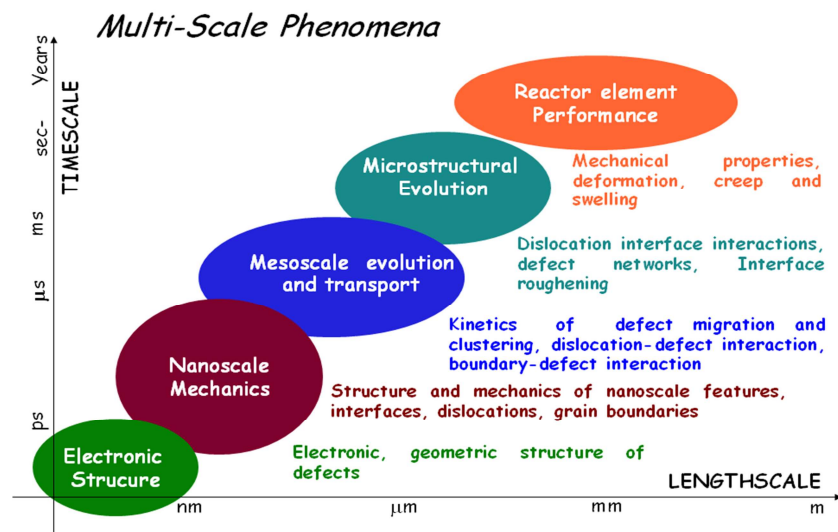 Multi-Scale Phenomena
Years
sec-
ms
μs
ps
TIMESCALE
Reactor element
Performance
Mechanical properties,
deformation, creep and
swelling
Microstructural
Evolution
Dislocation interface interactions,
defect networks, Interface
roughening
Mesoscale evolution
and transport
Kinetics of defect migration and
clustering, dislocation-defect interaction,
boundary-defect interaction
Nanoscale
Mechanics
Structure and mechanics of nanoscale features,
interfaces, dislocations, grain boundaries
Electronic
Strucure
Electronic, geometric structure of
defects
LENGTHSCALE
nm
μm
mm
m